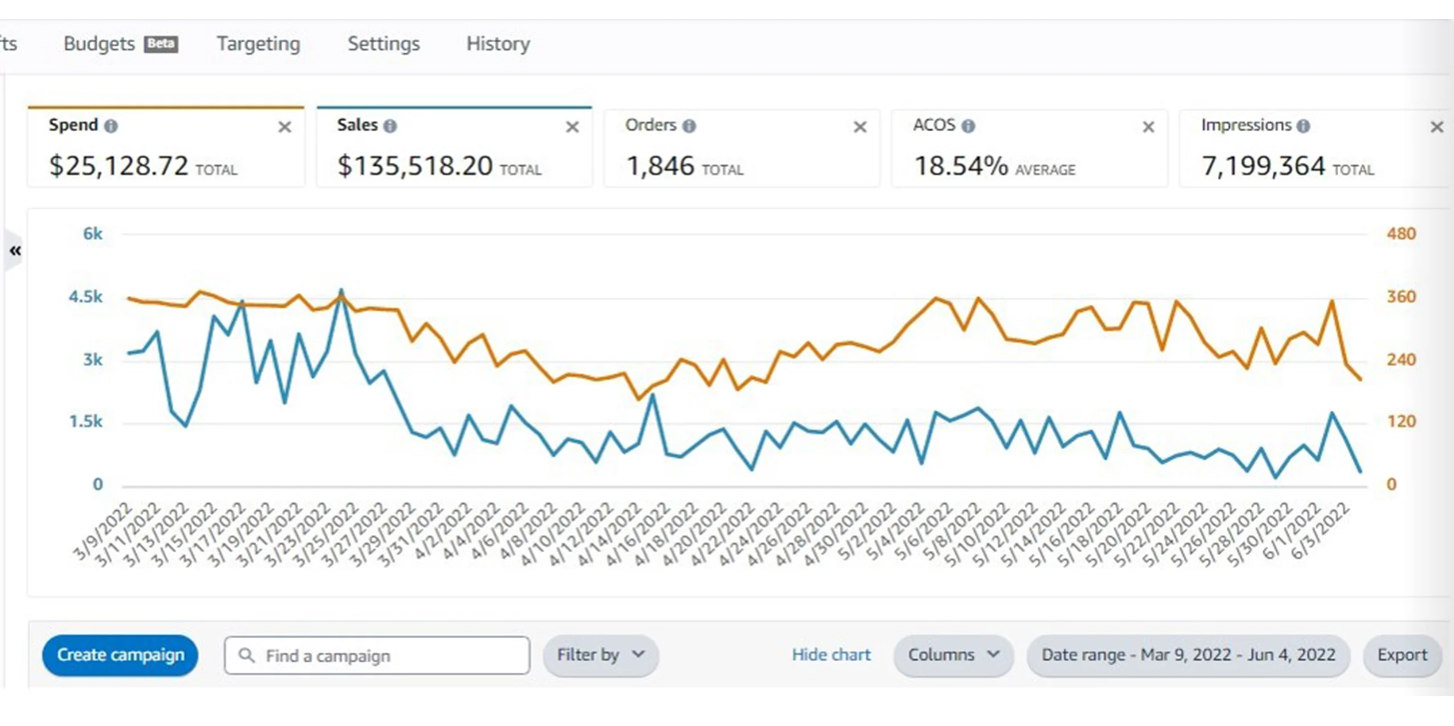 ts Budgets Beta Targeting Settings History
Spend Sales Orders ACOS Impressions
$25,128.72 TOTAL $135,518.20 TOTAL 1,846 TOTAL 18.54% AVERAGE 7,199,364 TOTAL
6k 480
4.5k 360
3k 240
1.5k 120
0 0
3/9/2022 3/11/2022 3/13/2022 3/15/2022 3/17/2022 3/19/2022 3/21/2022 3/23/2022 3/25/2022 3/27/2022 3/29/2022 3/31/2022 4/2/2022 4/4/2022 4/6/2022 4/8/2022 4/10/2022 4/12/2022 4/14/2022 4/16/2022 4/18/2022 4/20/2022 4/22/2022 4/24/2022 4/26/2022 4/28/2022 4/30/2022 5/2/2022 5/4/2022 5/6/2022 5/8/2022 5/10/2022 5/12/2022 5/14/2022 5/16/2022 5/18/2022 5/20/2022 5/22/2022 5/24/2022 5/26/2022 5/28/2022 5/30/2022 6/1/2022 6/3/2022
Create campaign Find a campaign Filter by Hide chart Columns Date range - Mar 9, 2022 - Jun 4, 2022 Export